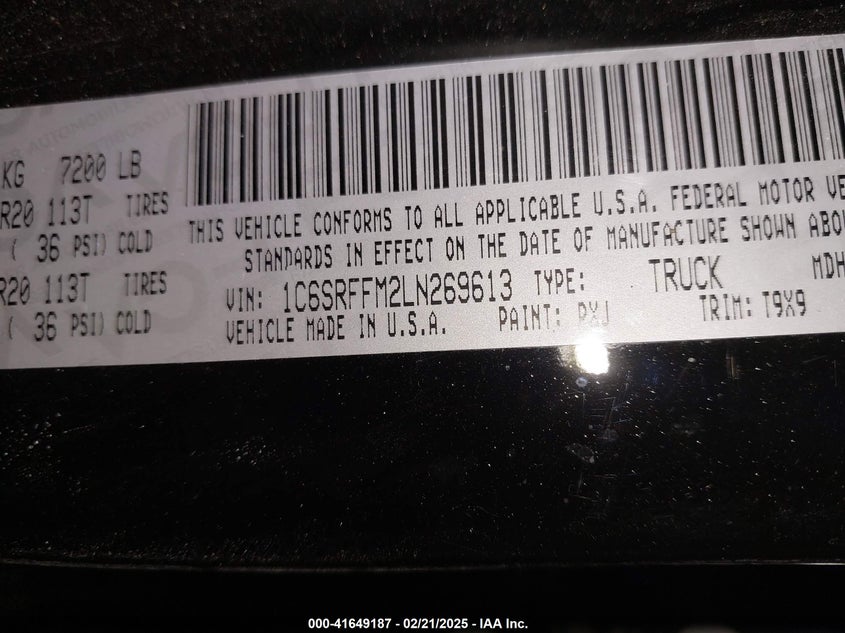 KG 7200 LB
R20 113T TIRES
( 36 PSI) COLD
R20 113T TIRES
( 36 PSI) COLD
THIS VEHICLE CONFORMS TO ALL APPLICABLE U.S.A. FEDERAL MOTOR VE
STANDARDS IN EFFECT ON THE DATE OF MANUFACTURE SHOWN ABOV
VIN: 1C6SRFFM2LN269613 TYPE: TRUCK MDH
VEHICLE MADE IN U.S.A. PAINT: PXJ TRIM: T9X9
000-41649187 - 02/21/2025 - IAA Inc.